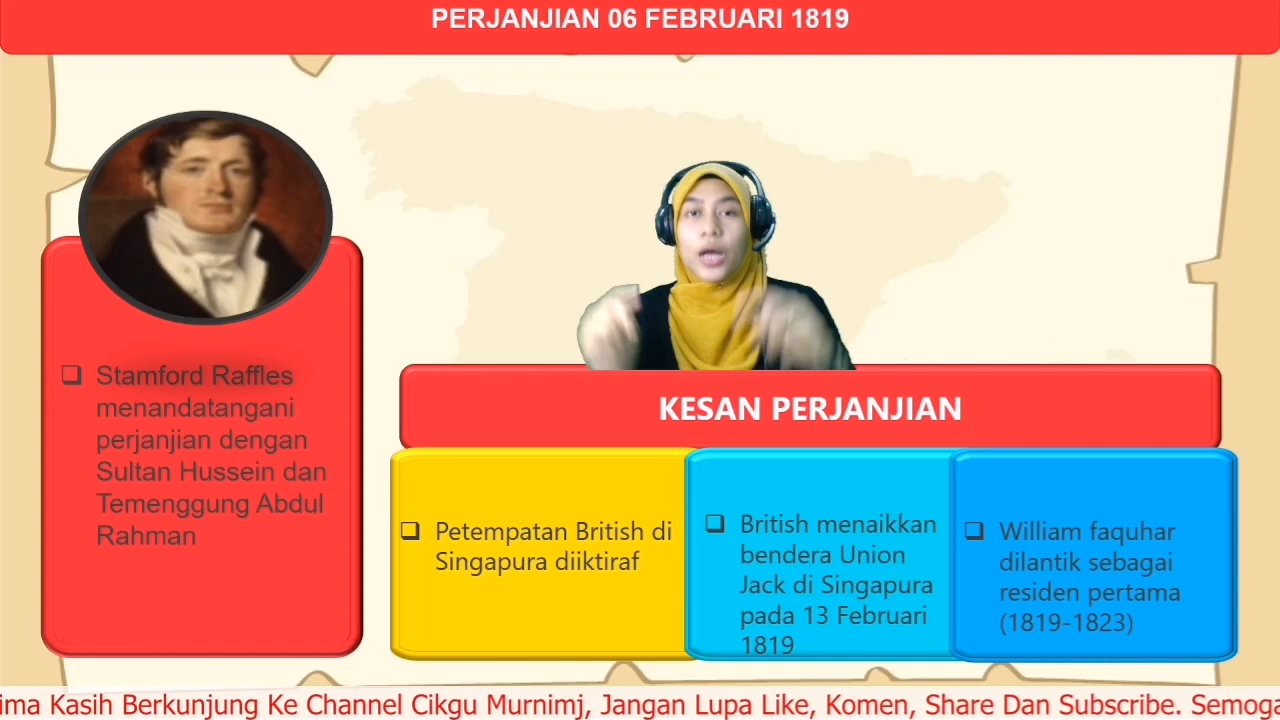 PERJANJIAN 06 FEBRUARI 1819
Stamford Raffles
menandatangani
perjanjian dengan
Sultan Hussein dan
Temenggung Abdul
Rahman
KESAN PERJANJIAN
Petempatan British di
Singapura diiktiraf
British menaikkan
bendera Union
Jack di Singapura
pada 13 Februari
1819
William faquhar
dilantik sebagai
residen pertama
(1819-1823)
ima Kasih Berkunjung Ke Channel Cikgu Murnimj, Jangan Lupa Like, Komen, Share Dan Subscribe. Semoga